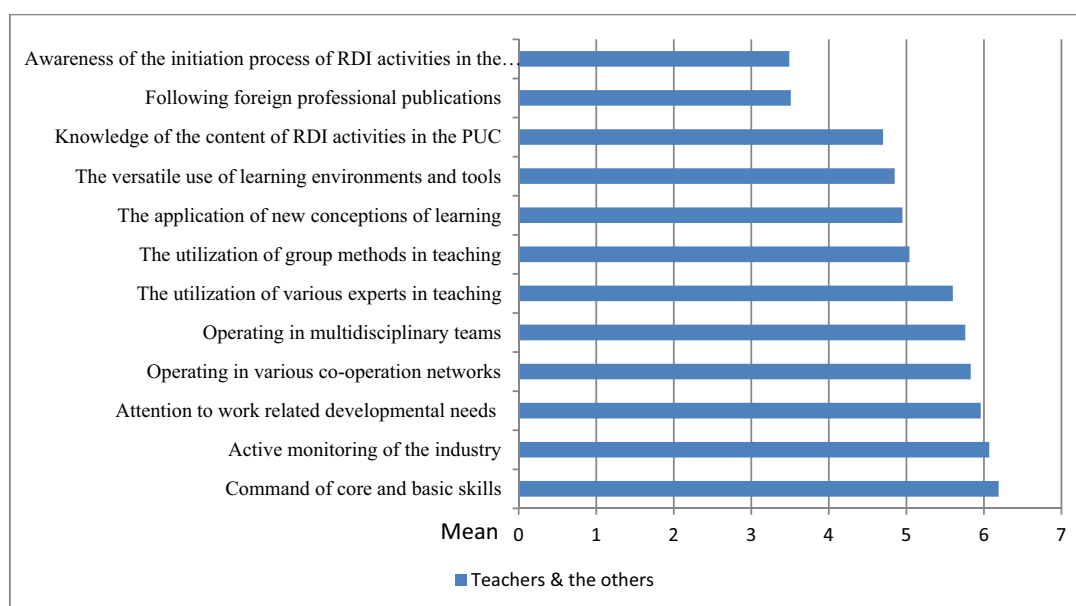 Awareness of the initiation process of RDI activities in the…
Following foreign professional publications
Knowledge of the content of RDI activities in the PUC
The versatile use of learning environments and tools
The application of new conceptions of learning
The utilization of group methods in teaching
The utilization of various experts in teaching
Operating in multidisciplinary teams
Operating in various co-operation networks
Attention to work related developmental needs
Active monitoring of the industry
Command of core and basic skills
Mean 0 1 2 3 4 5 6 7
Teachers & the others